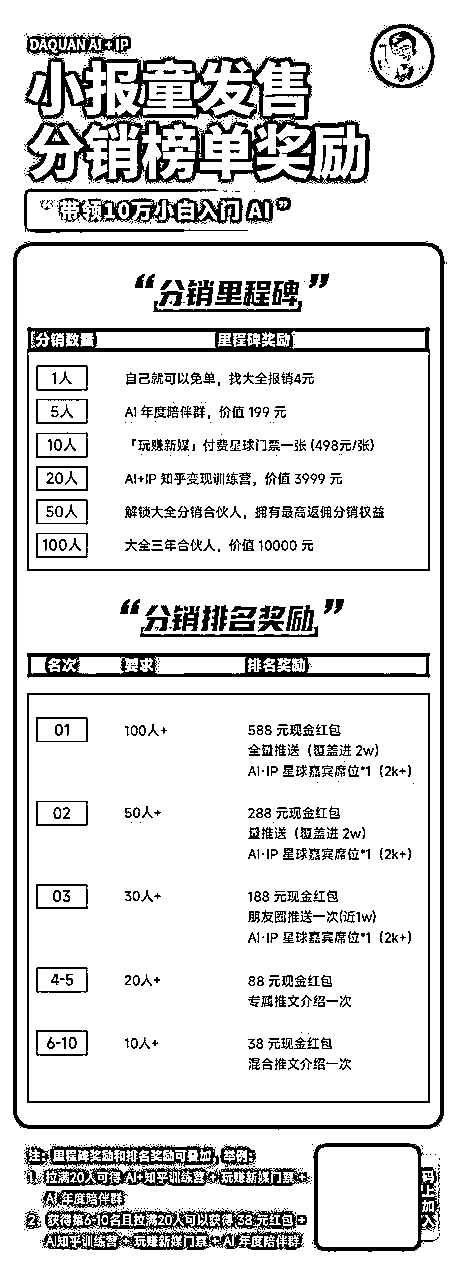 DAQUAN AI + IP
小报童发售
分销榜单奖励
“带领10万小白入门 AI”
“分销里程碑”
分销数量 里程碑奖励
1人 自己就可以免单，找大全报销4元
5人 AI 年度陪伴群，价值 199 元
10人 「玩赚新媒」付费星球门票一张 (498元/张)
20人 AI+IP 知乎变现训练营，价值 3999 元
50人 解锁大全分销合伙人，拥有最高返佣分销权益
100人 大全三年合伙人，价值 10000 元
“分销排名奖励”
名次 要求 排名奖励
01 100人+ 588 元现金红包
全量推送（覆盖进 2w）
AI·IP 星球嘉宾席位*1（2k+）
02 50人+ 288 元现金红包
量推送（覆盖进 2w）
AI·IP 星球嘉宾席位*1（2k+）
03 30人+ 188 元现金红包
朋友圈推送一次(近1w)
AI·IP 星球嘉宾席位*1（2k+）
4-5 20人+ 88 元现金红包
专属推文介绍一次
6-10 10人+ 38 元现金红包
混合推文介绍一次
注：里程碑奖励和排名奖励可叠加，举例：
1. 拉满20人可得 AI+知乎训练营 + 玩赚新媒门票 +
AI 年度陪伴群
2. 获得第6-10名且拉满20人可以获得 38 元红包 +
AI知乎训练营 + 玩赚新媒门票 + AI 年度陪伴群
码上加入